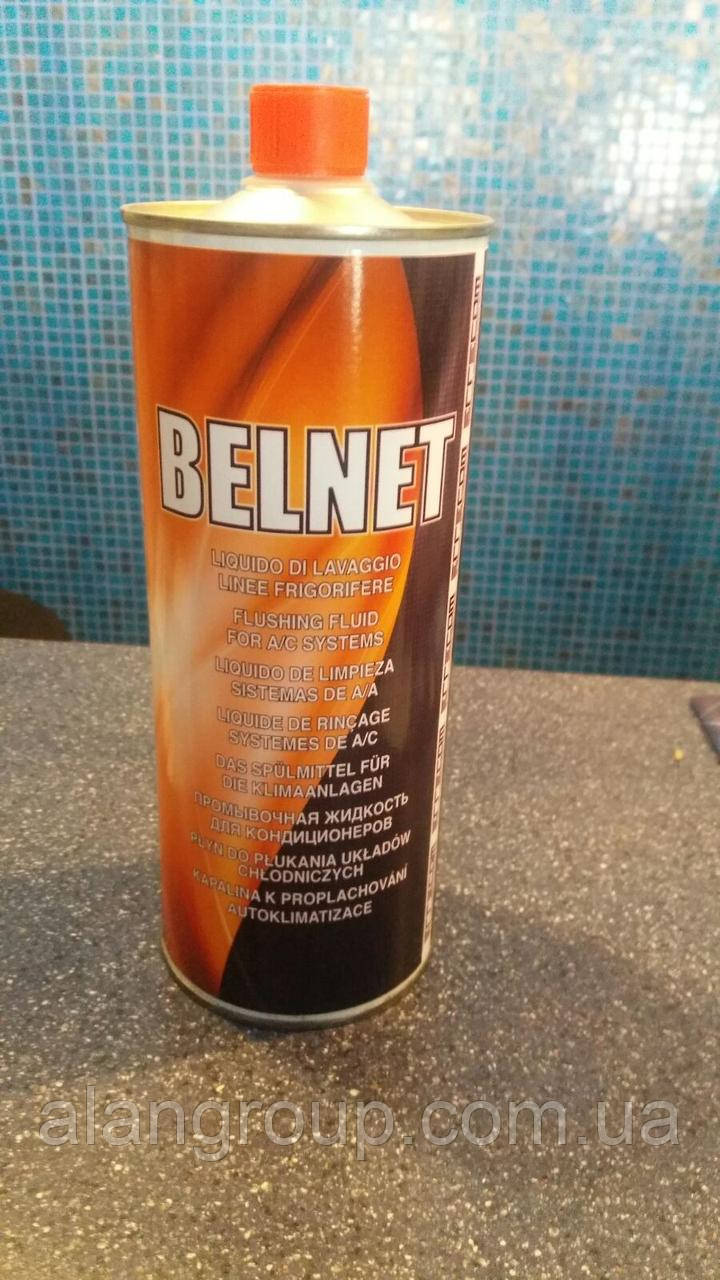 BELNET
LIQUIDO DI LAVAGGIO
LINEE FRIGORIFERE
FLUSHING FLUID
FOR A/C SYSTEMS
LIQUIDO DE LIMPIEZA
SISTEMAS DE A/A
LIQUIDE DE RINÇAGE
SYSTEMES DE A/C
DAS SPÜLMITTEL FÜR
DIE KLIMAANLAGEN
ПРОМЫВОЧНАЯ ЖИДКОСТЬ
ДЛЯ КОНДИЦИОНЕРОВ
PŁYN DO PŁUKANIA UKŁADÓW
CHŁODNICZYCH
KAPALINA K PROPLACHOVÁNÍ
AUTOKLIMATIZACE
alangroup.com.ua